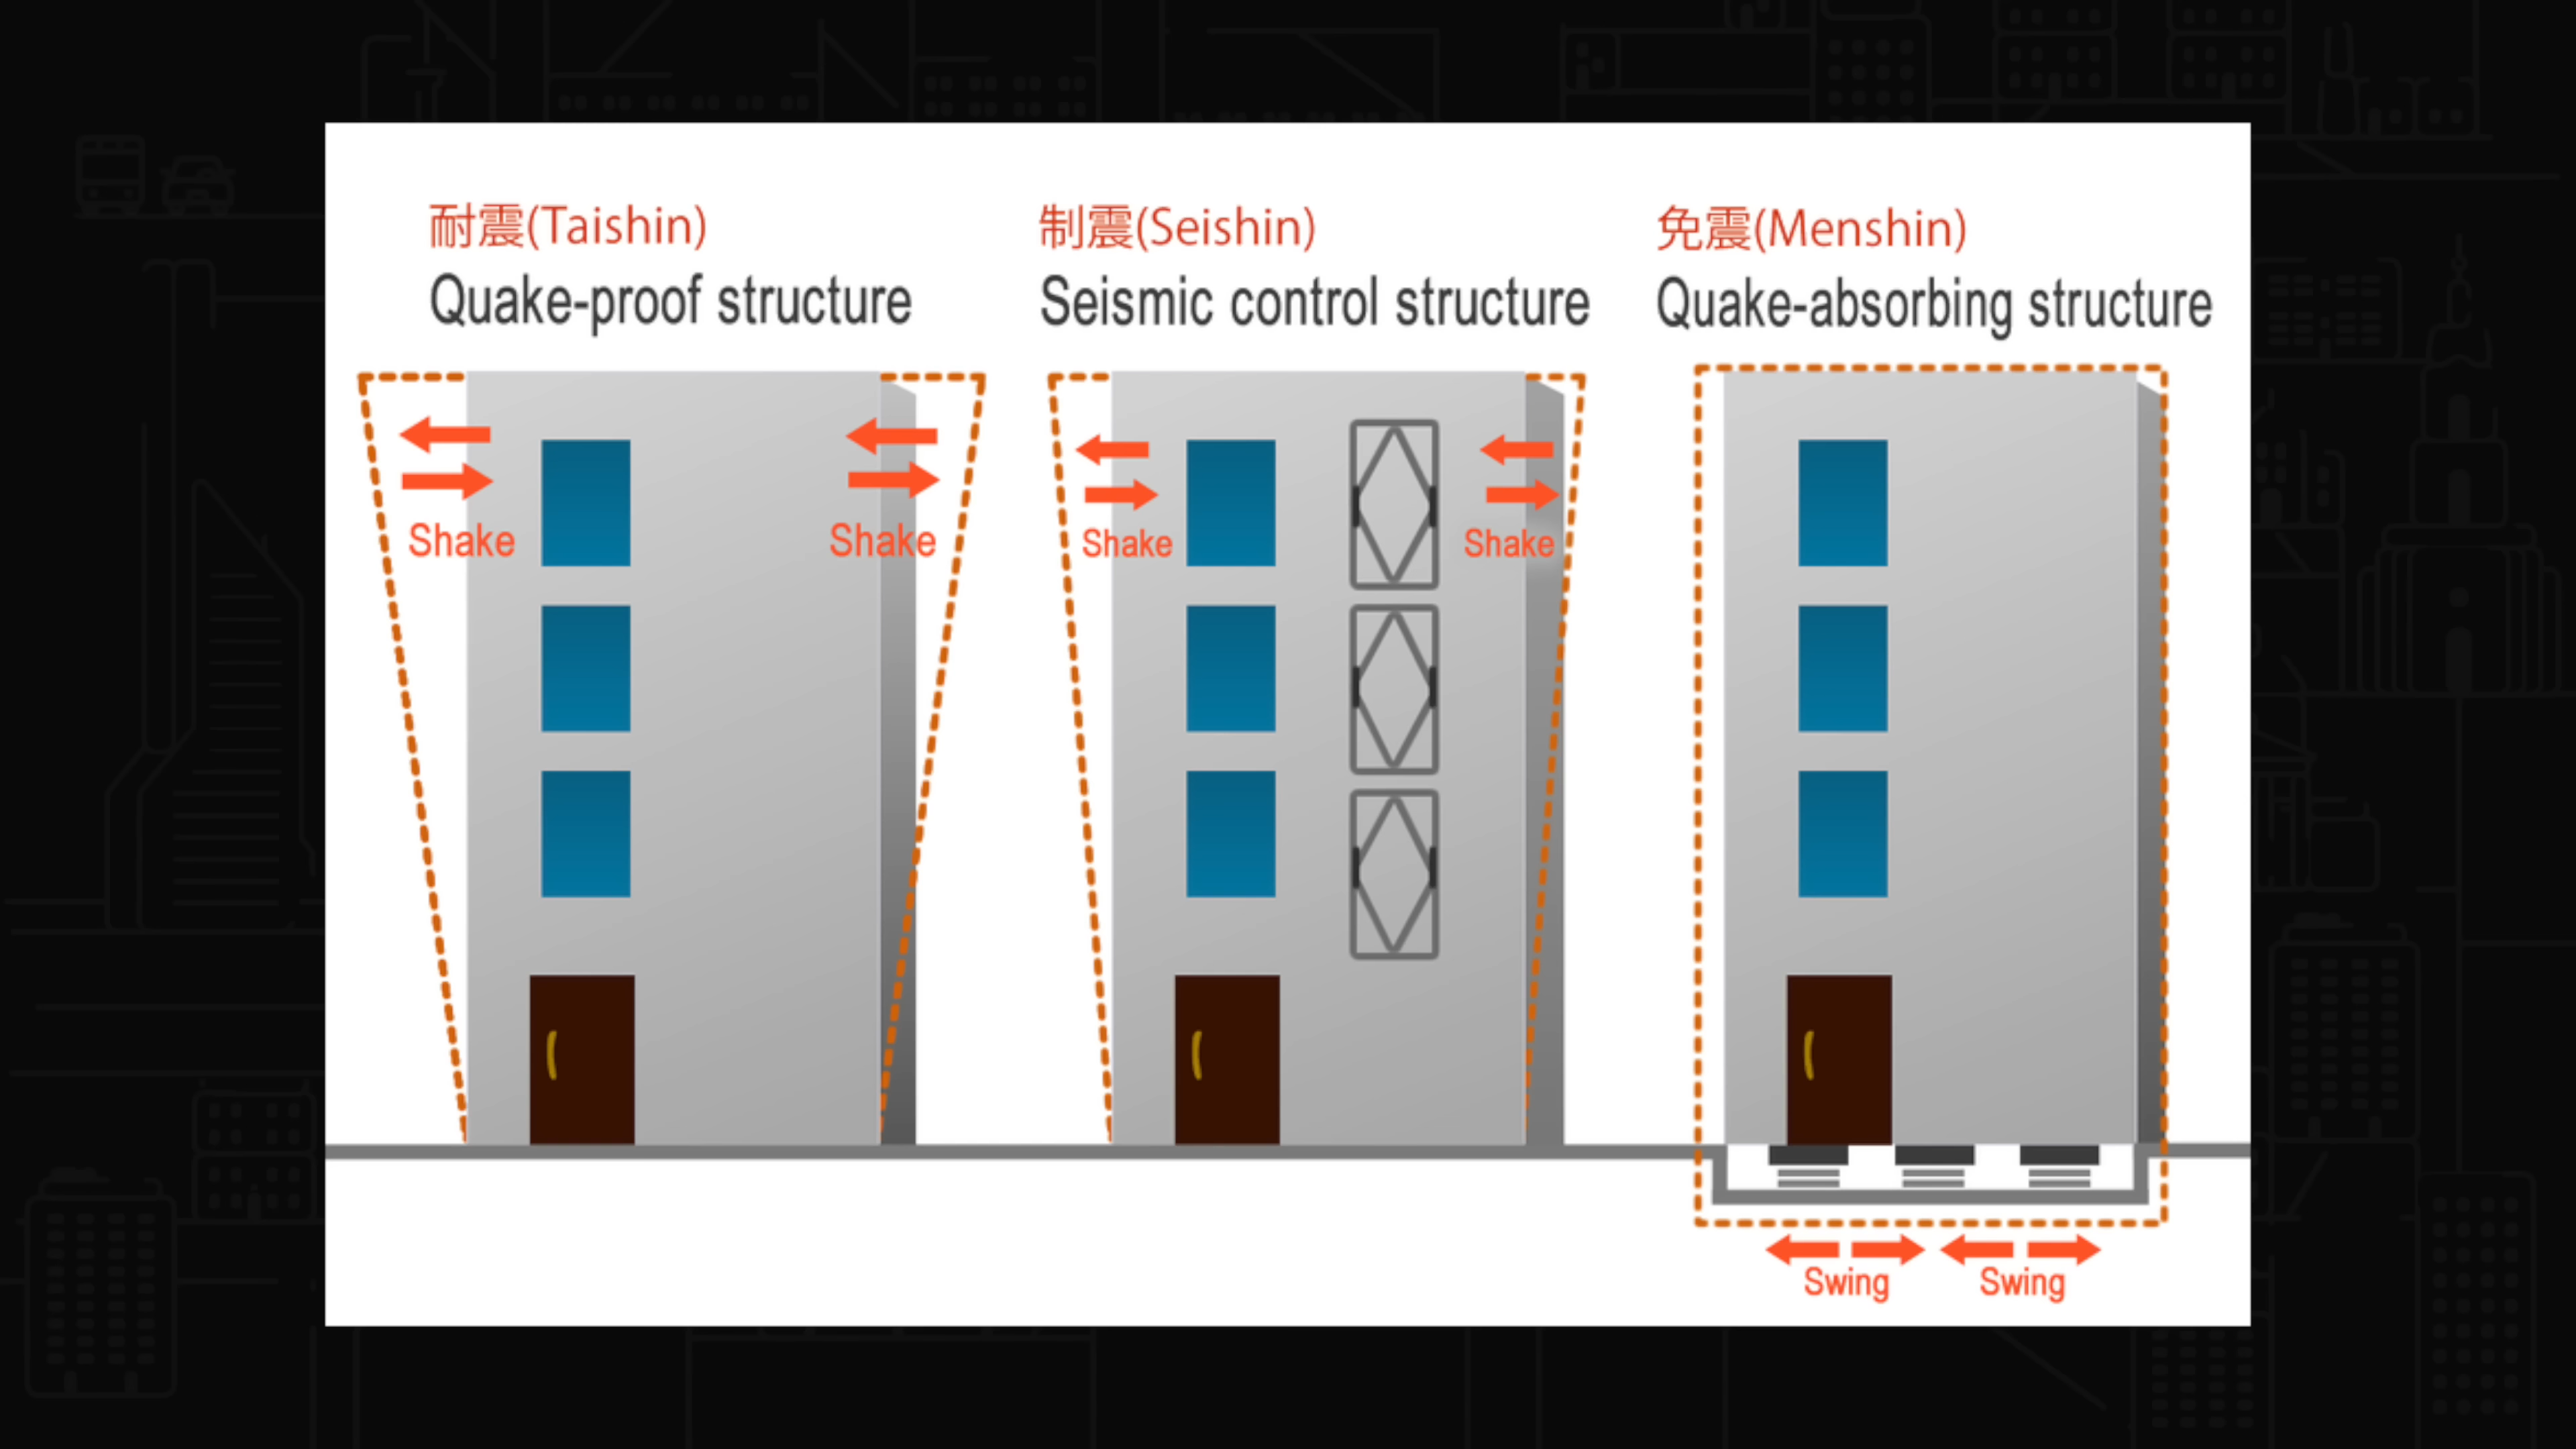 耐震(Taishin)
Quake-proof structure
制震(Seishin)
Seismic control structure
免震(Menshin)
Quake-absorbing structure
Shake
Shake
Shake
Shake
Swing
Swing